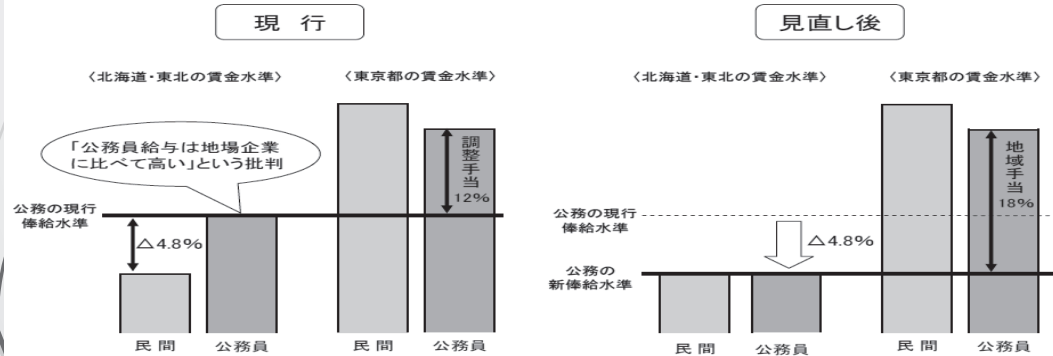 現 行
〈北海道・東北の賃金水準〉
〈東京都の賃金水準〉
「公務員給与は地場企業
に比べて高い」という批判
調整手当
12%
公務の現行
俸給水準
△4.8%
民 間
公務員
民 間
公務員
見直し後
〈北海道・東北の賃金水準〉
〈東京都の賃金水準〉
地域手当
18%
公務の現行
俸給水準
△4.8%
公務の
新俸給水準
民 間
公務員
民 間
公務員